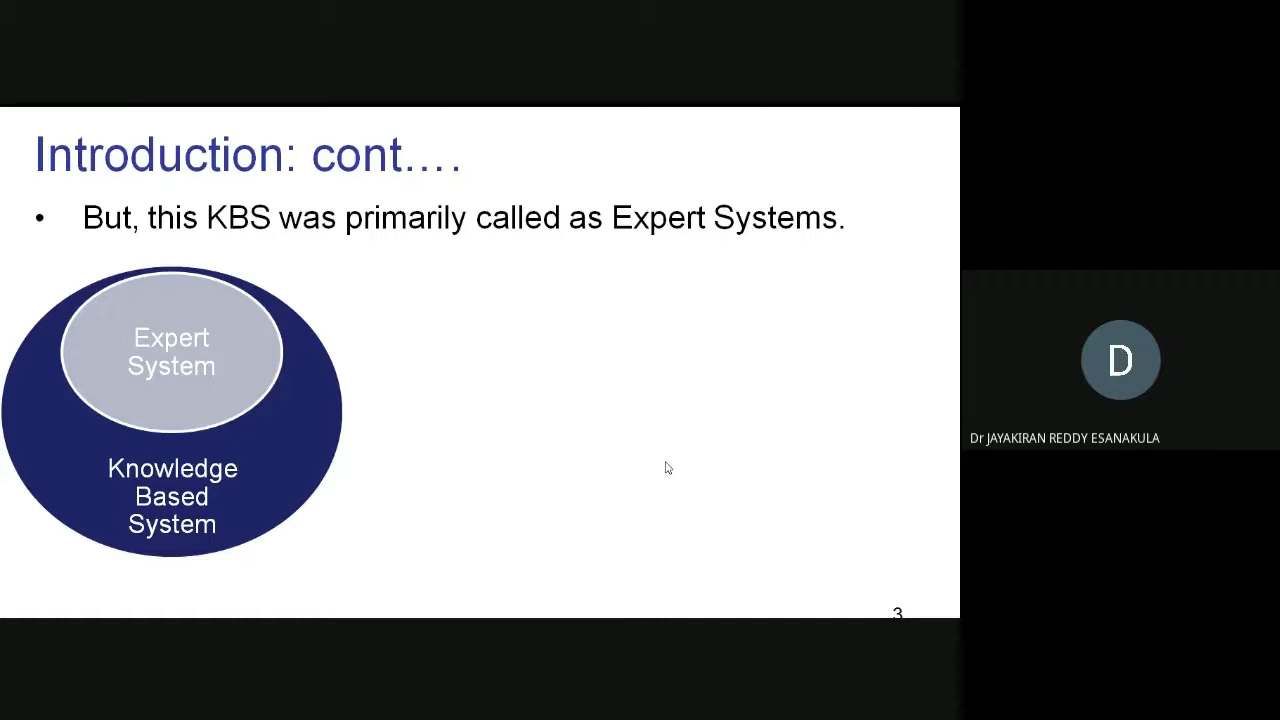 Introduction: cont….
• But, this KBS was primarily called as Expert Systems.
Expert
System
Knowledge
Based
System
3
D
Dr JAYAKIRAN REDDY ESANAKULA